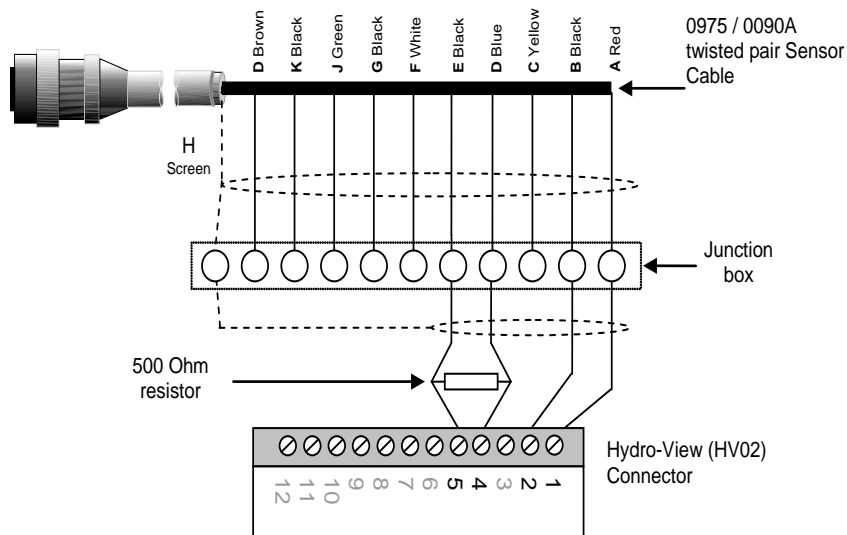 D Brown
K Black
J Green
G Black
F White
E Black
D Blue
C Yellow
B Black
A Red
0975 / 0090A
twisted pair Sensor
Cable
H
Screen
Junction
box
500 Ohm
resistor
Hydro-View (HV02)
Connector
12
11
10
9
8
7
6
5
4
3
2
1